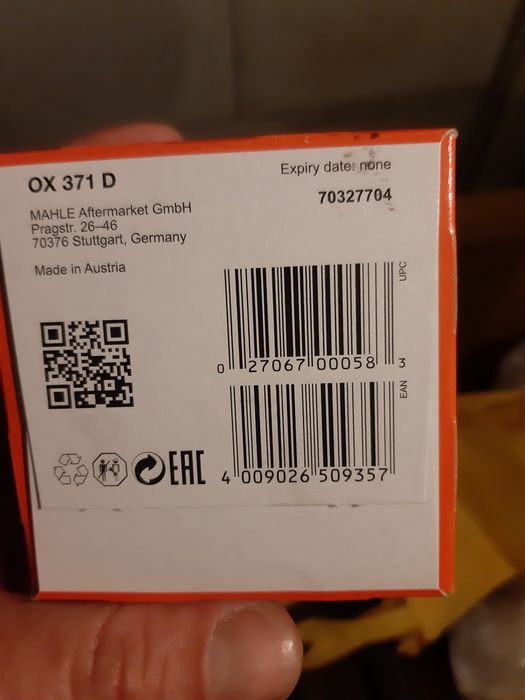 OX 371 D
Expiry date: none
70327704
MAHLE Aftermarket GmbH
Pragstr. 26–46
70376 Stuttgart, Germany
Made in Austria
UPC
0 27067 00058 3
EAN
4 009026 509357
EAC